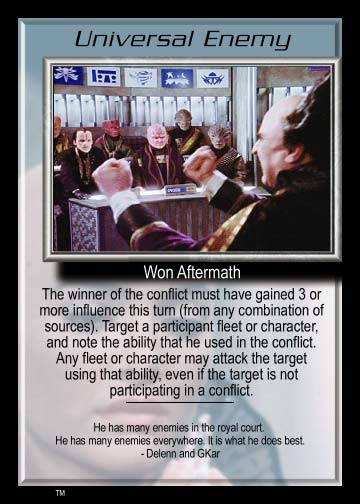 Universal Enemy
Won Aftermath
The winner of the conflict must have gained 3 or
more influence this turn (from any combination of
sources). Target a participant fleet or character,
and note the ability that he used in the conflict.
Any fleet or character may attack the target
using that ability, even if the target is not
participating in a conflict.
He has many enemies in the royal court.
He has many enemies everywhere. It is what he does best.
- Delenn and GKar
TM